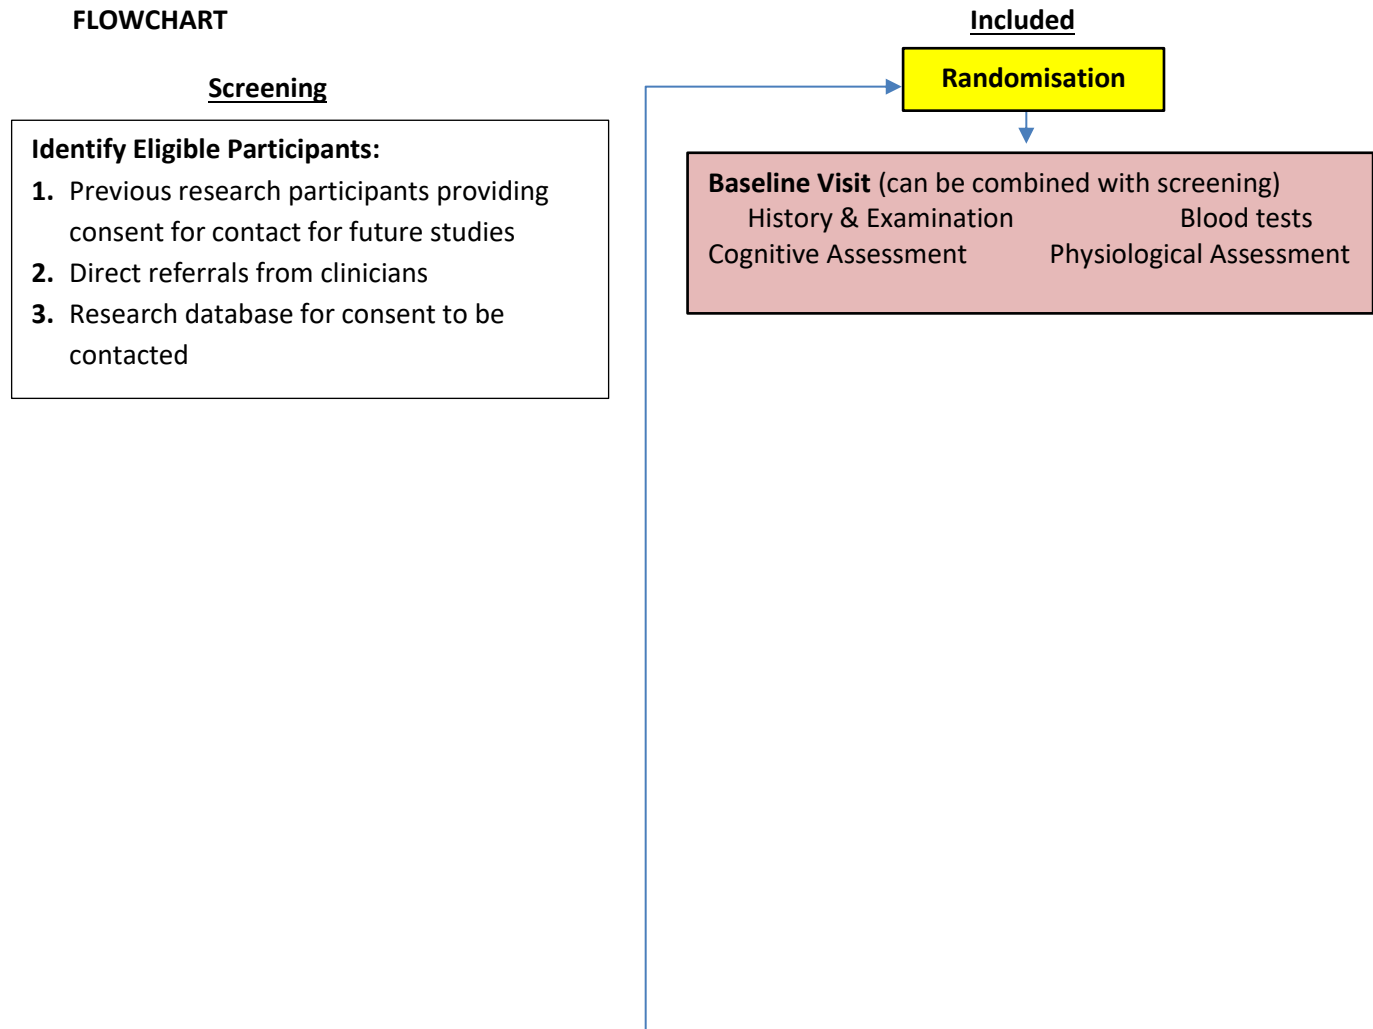 FLOWCHART
Screening
Identify Eligible Participants:
1. Previous research participants providing
consent for contact for future studies
2. Direct referrals from clinicians
3. Research database for consent to be
contacted
Included
Randomisation
Baseline Visit (can be combined with screening)
History & Examination Blood tests
Cognitive Assessment Physiological Assessment